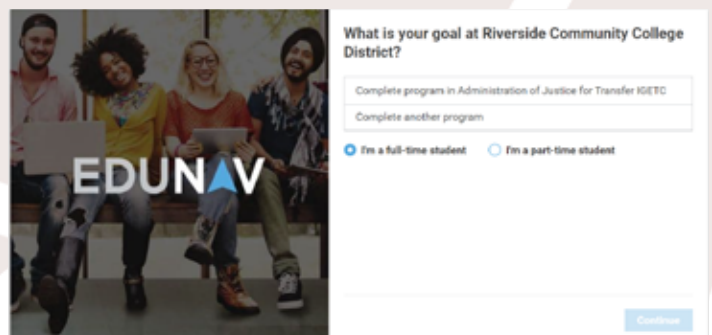 EDUNAV
What is your goal at Riverside Community College
District?
Complete program in Administration of Justice for Transfer IGETC
Complete another program
I'm a full-time student I'm a part-time student
Continue